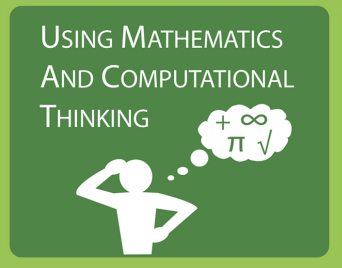 USING MATHEMATICS
AND COMPUTATIONAL
THINKING
+ ∞
π √